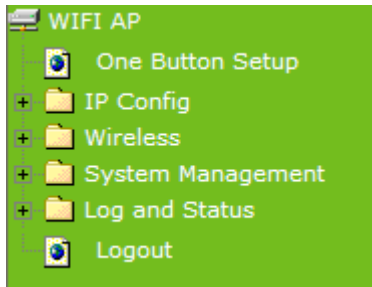 WIFI AP
One Button Setup
IP Config
Wireless
System Management
Log and Status
Logout